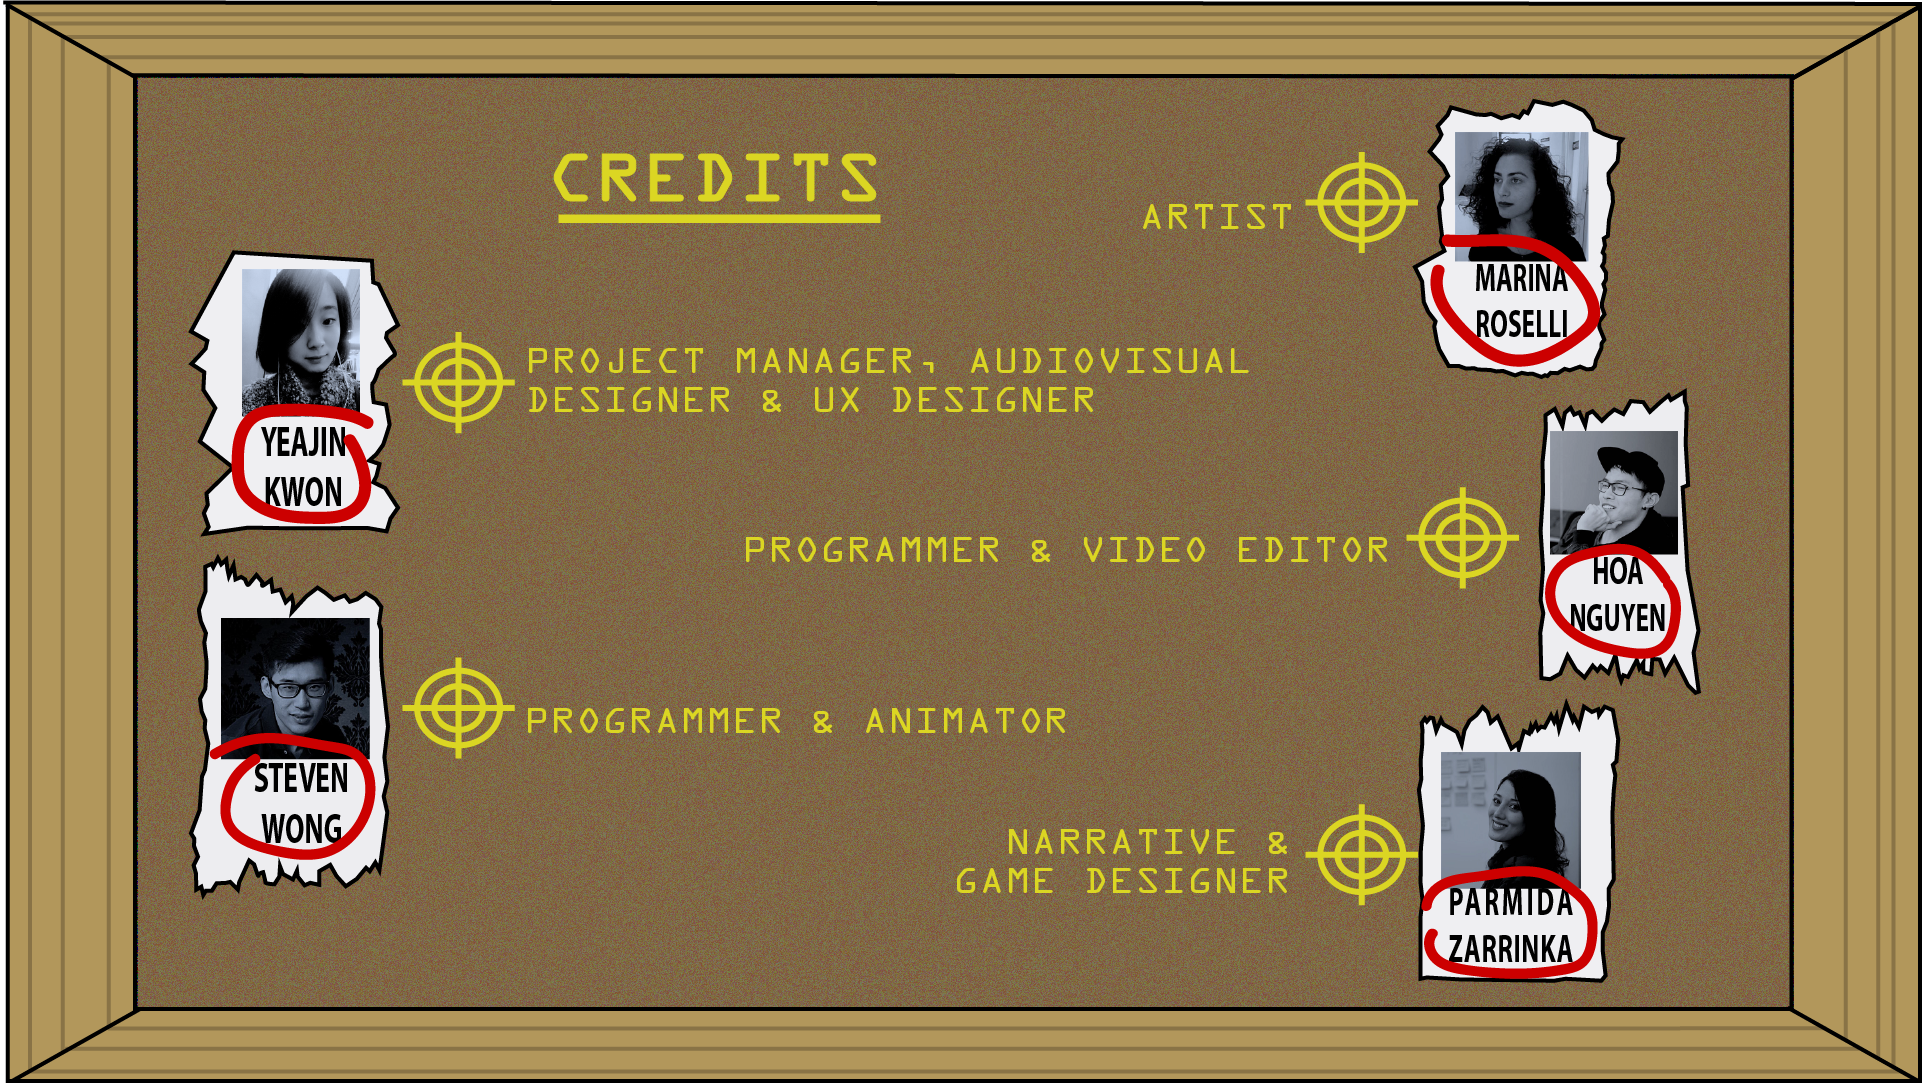 CREDITS
ARTIST
MARINA
ROSELLI
YEAJIN
KWON
PROJECT MANAGER, AUDIOVISUAL
DESIGNER & UX DESIGNER
PROGRAMMER & VIDEO EDITOR
HOA
NGUYEN
STEVEN
WONG
PROGRAMMER & ANIMATOR
NARRATIVE &
GAME DESIGNER
PARMIDA
ZARRINKA